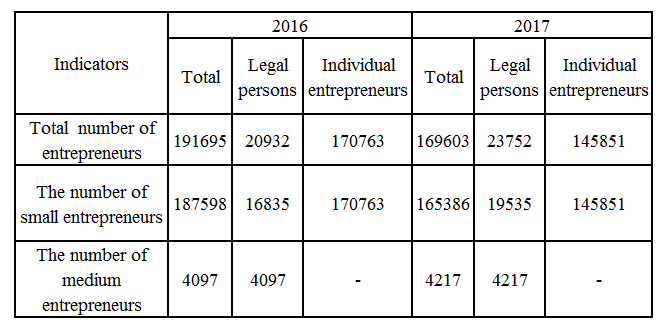 Indicators
2016
2017
Total
Legal
persons
Individual
entrepreneurs
Total
Legal
persons
Individual
entrepreneurs
Total number of
entrepreneurs
191695
20932
170763
169603
23752
145851
The number of
small entrepreneurs
187598
16835
170763
165386
19535
145851
The number of
medium
entrepreneurs
4097
4097
-
4217
4217
-